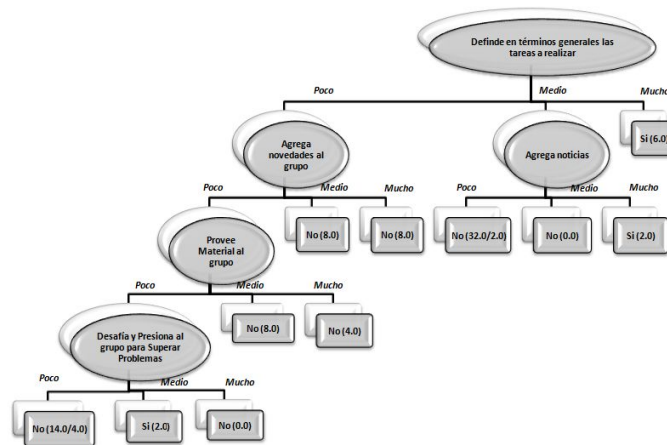 Definde en términos generales las
tareas a realizar
Poco
Medio
Mucho
Agrega
novedades al
grupo
Agrega noticias
Si (6.0)
Poco
Medio
Mucho
Poco
Medio
Mucho
Provee
Material al
grupo
No (8.0)
No (8.0)
No (32.0/2.0)
No (0.0)
Si (2.0)
Poco
Medio
Mucho
Desafía y Presiona al
grupo para Superar
Problemas
No (8.0)
No (4.0)
Poco
Medio
Mucho
No (14.0/4.0)
Si (2.0)
No (0.0)